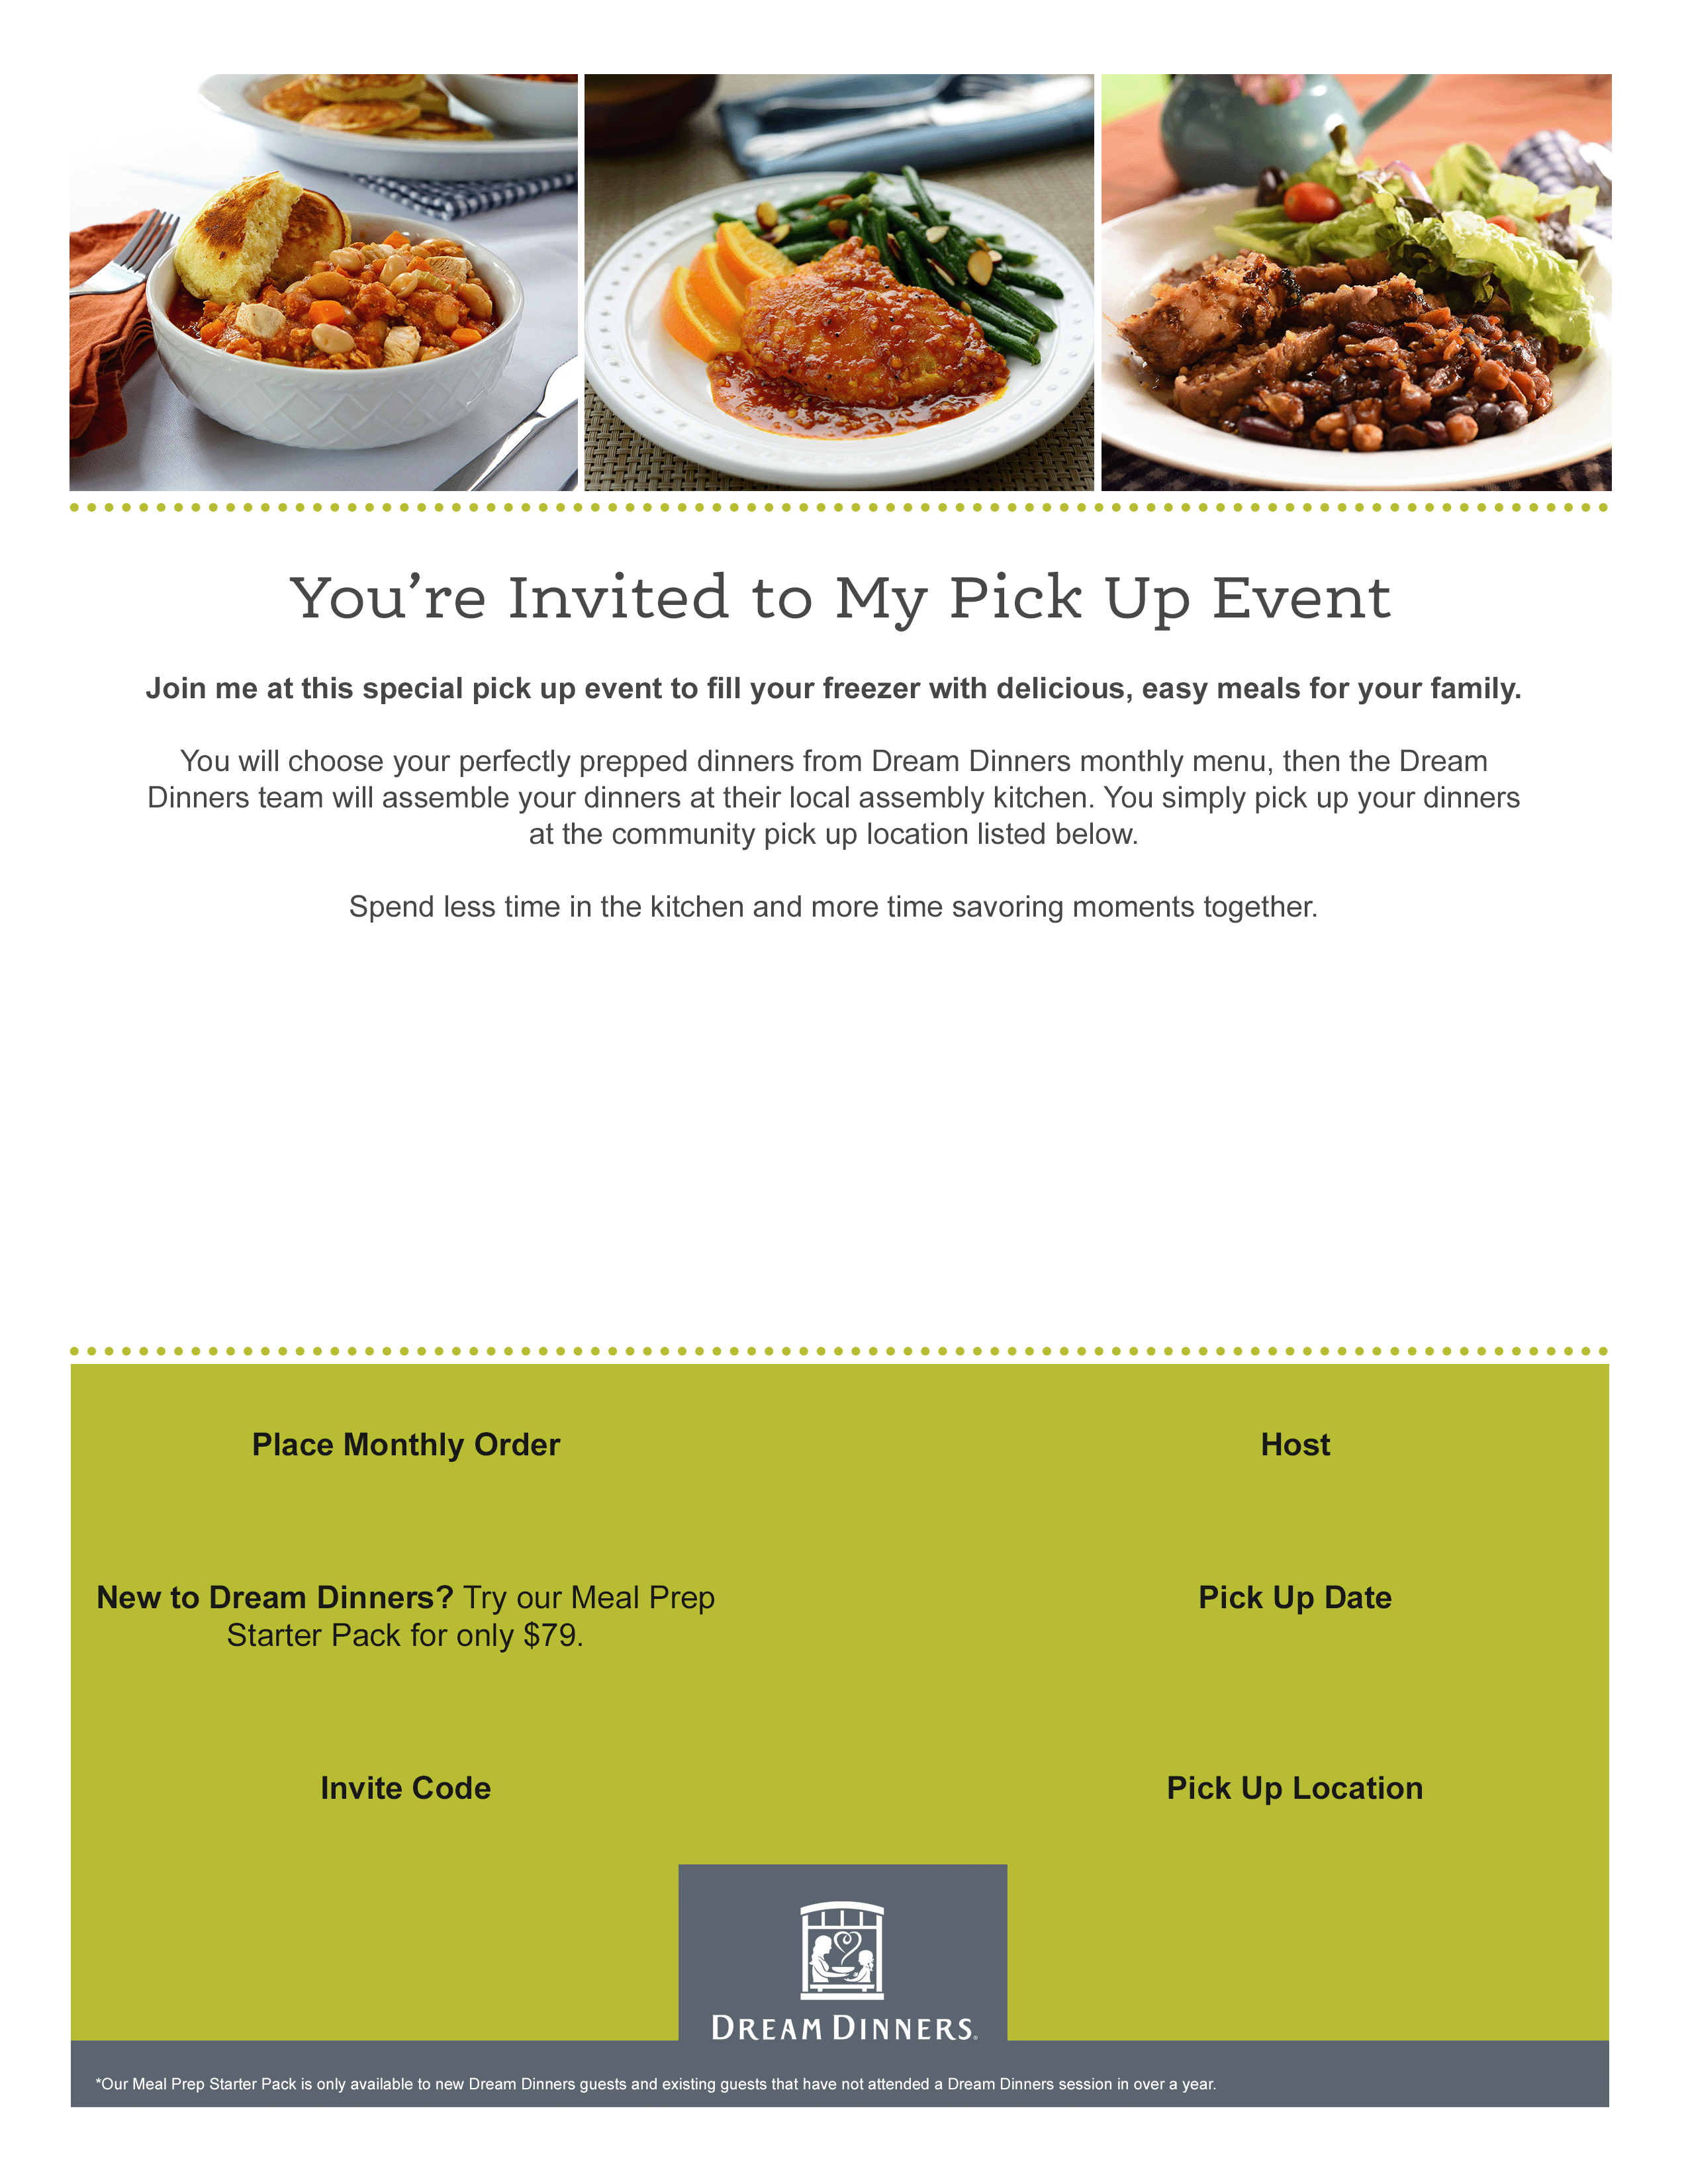 You’re Invited to My Pick Up Event
Join me at this special pick up event to fill your freezer with delicious, easy meals for your family.
You will choose your perfectly prepped dinners from Dream Dinners monthly menu, then the Dream
Dinners team will assemble your dinners at their local assembly kitchen. You simply pick up your dinners
at the community pick up location listed below.
Spend less time in the kitchen and more time savoring moments together.
Place Monthly Order
Host
New to Dream Dinners? Try our Meal Prep
Starter Pack for only $79.
Pick Up Date
Invite Code
Pick Up Location
DREAM DINNERS®
*Our Meal Prep Starter Pack is only available to new Dream Dinners guests and existing guests that have not attended a Dream Dinners session in over a year.